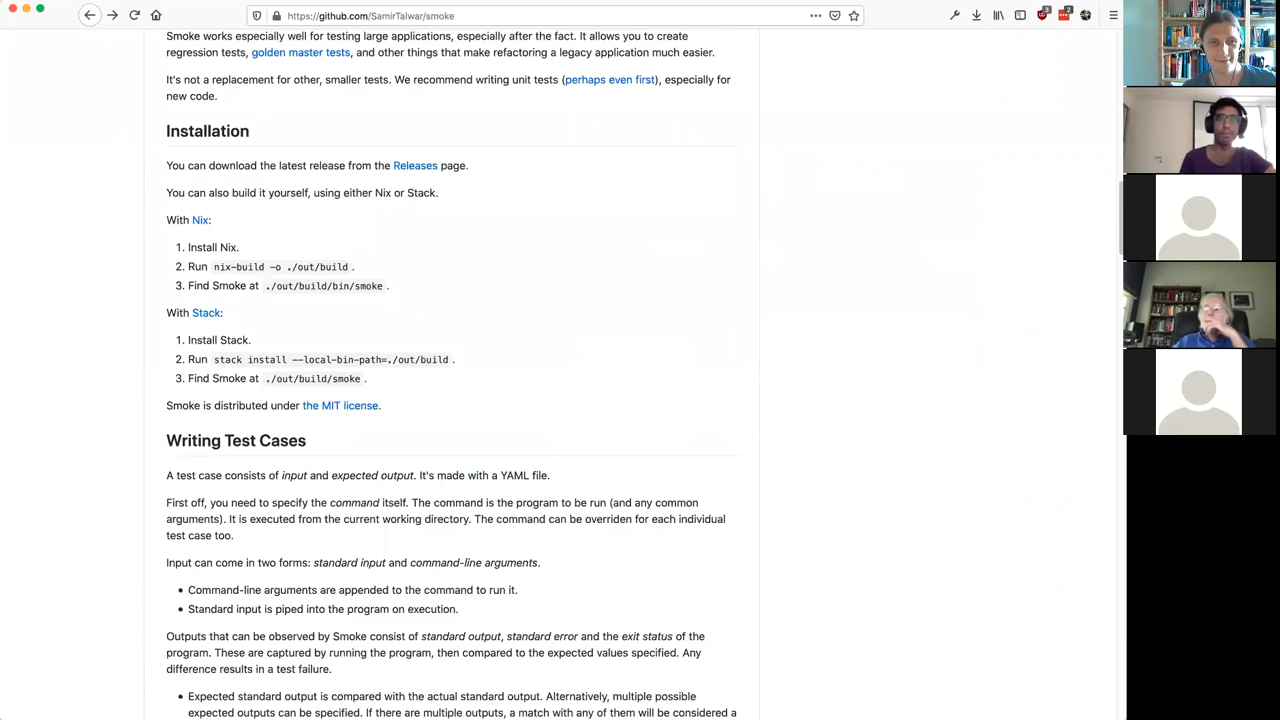 https://github.com/SamirTalwar/smoke
3
2
Smoke works especially well for testing large applications, especially after the fact. It allows you to create
regression tests, golden master tests, and other things that make refactoring a legacy application much easier.
It's not a replacement for other, smaller tests. We recommend writing unit tests (perhaps even first), especially for
new code.
Installation
You can download the latest release from the Releases page.
You can also build it yourself, using either Nix or Stack.
With Nix:
1. Install Nix.
2. Run nix-build -o ./out/build .
3. Find Smoke at ./out/build/bin/smoke .
With Stack:
1. Install Stack.
2. Run stack install --local-bin-path=./out/build .
3. Find Smoke at ./out/build/smoke .
Smoke is distributed under the MIT license.
Writing Test Cases
A test case consists of input and expected output. It's made with a YAML file.
First off, you need to specify the command itself. The command is the program to be run (and any common
arguments). It is executed from the current working directory. The command can be overriden for each individual
test case too.
Input can come in two forms: standard input and command-line arguments.
• Command-line arguments are appended to the command to run it.
• Standard input is piped into the program on execution.
Outputs that can be observed by Smoke consist of standard output, standard error and the exit status of the
program. These are captured by running the program, then compared to the expected values specified. Any
difference results in a test failure.
• Expected standard output is compared with the actual standard output. Alternatively, multiple possible
expected outputs can be specified. If there are multiple outputs, a match with any of them will be considered a